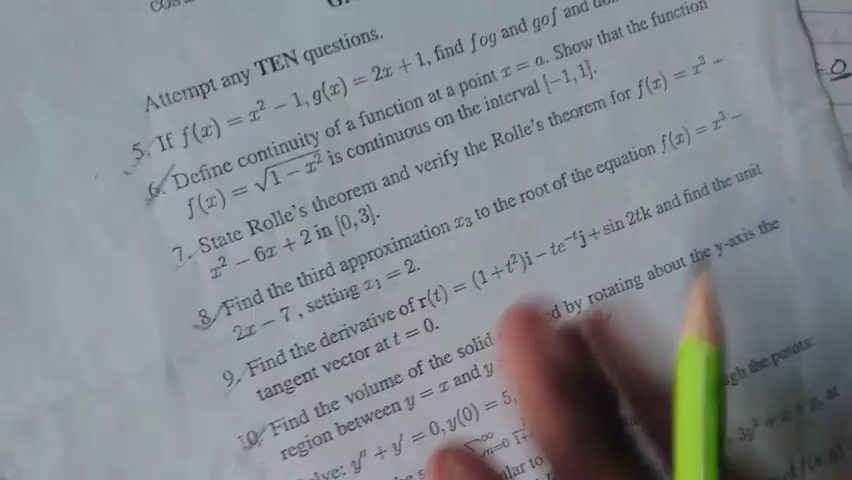 Attempt any TEN questions.
5. If f(x) = x² − 1, g(x) = 2x + 1, find fog and gof and
6. Define continuity of a function at a point x = a. Show that the function
f(x) = √(1 − x²) is continuous on the interval [−1, 1].
7. State Rolle's theorem and verify the Rolle's theorem for f(x) = x³ −
x² − 6x + 2 in [0, 3].
8. Find the third approximation x₃ to the root of the equation f(x) = x³ −
2x − 7, setting x₁ = 2.
9. Find the derivative of r(t) = (1 + t²)i − te⁻ᵗj + sin 2tk and find the unit
tangent vector at t = 0.
10. Find the volume of the solid by rotating about the y-axis the
region between y = x and y
y'' + y' = 0, y(0) = 5,
the points:
3y² + x + y, at